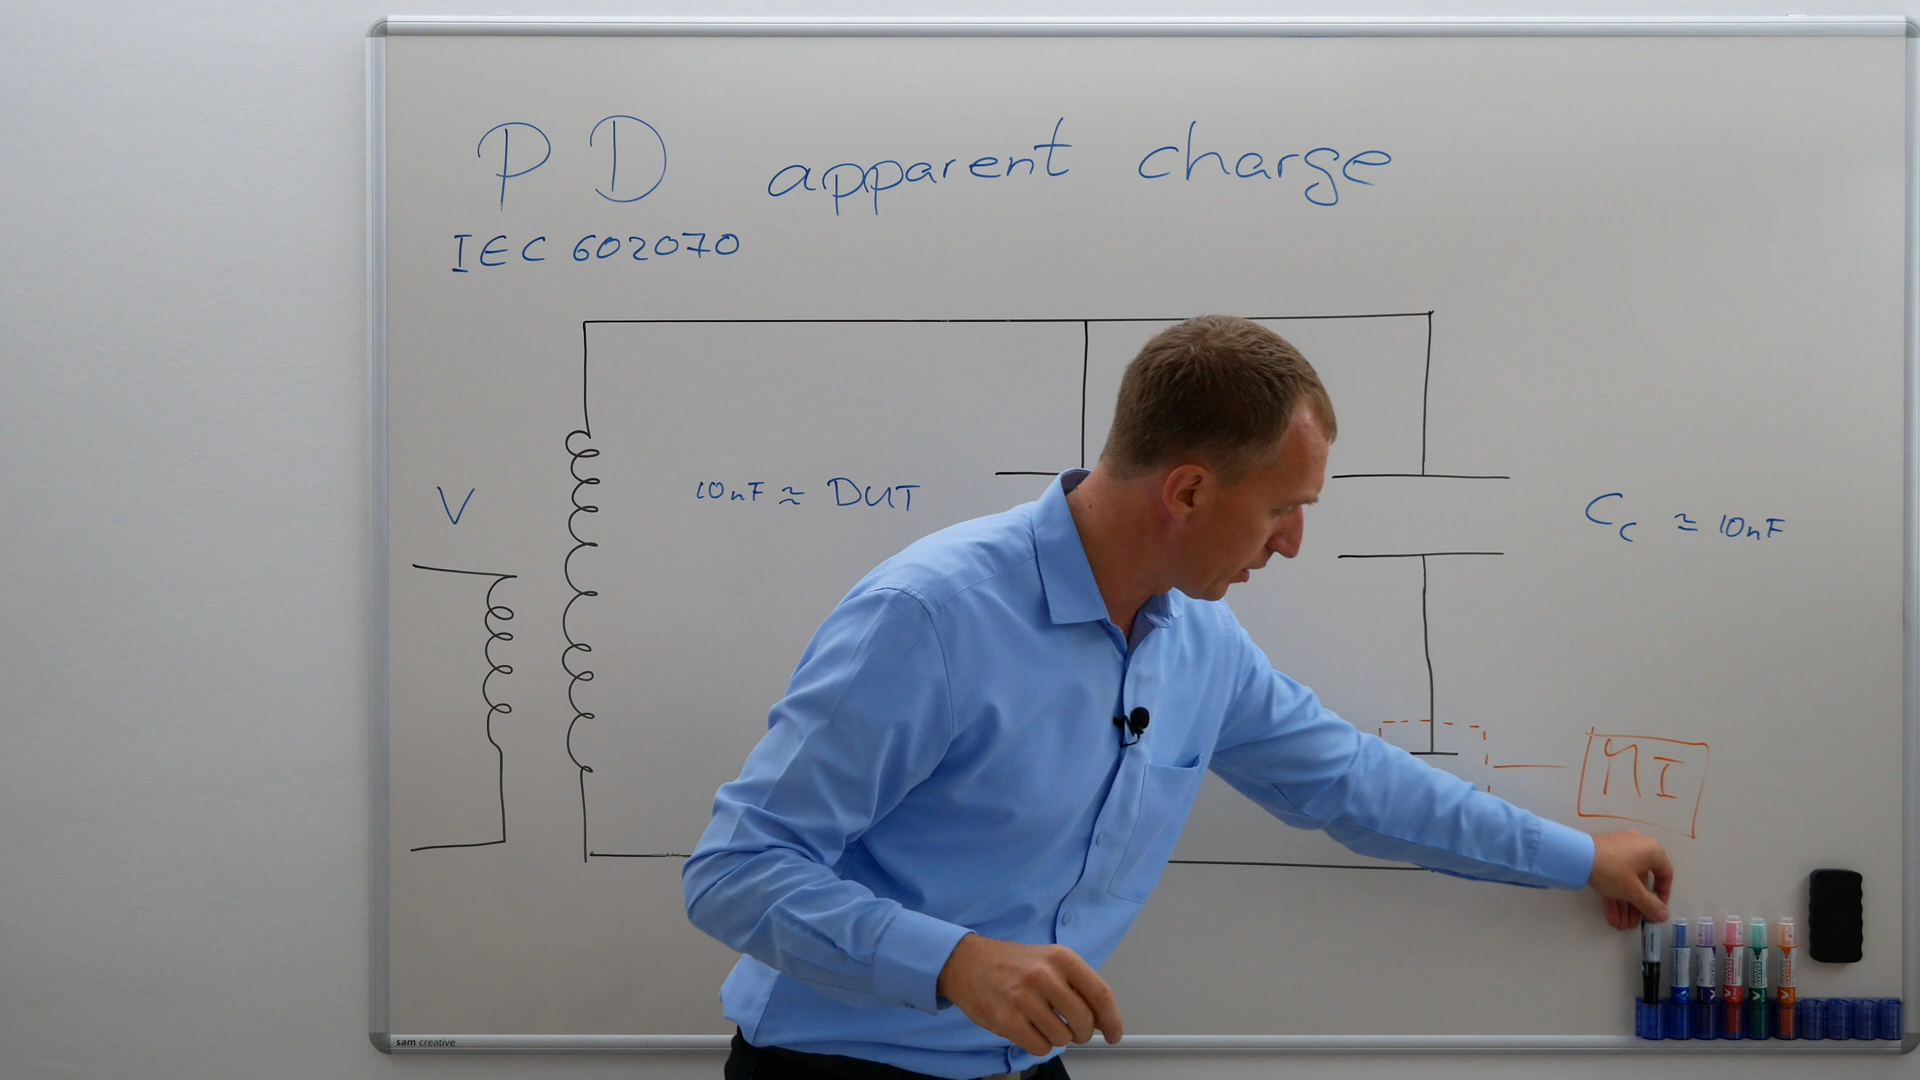 PD apparent charge
IEC 602070
V
10nF ≈ DUT
Cc ≈ 10nF
MI
sam creative